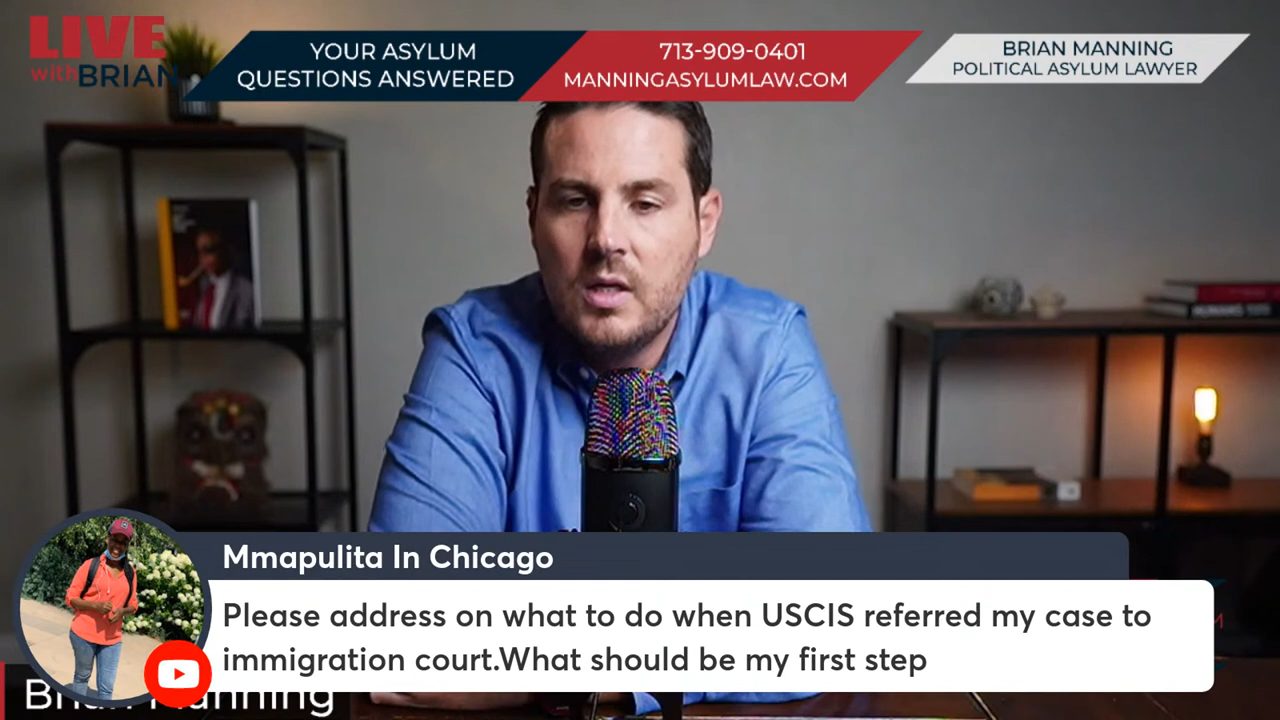 LIVE
with BRIAN
YOUR ASYLUM
QUESTIONS ANSWERED
713-909-0401
MANNINGASYLUMLAW.COM
BRIAN MANNING
POLITICAL ASYLUM LAWYER
Mmapulita In Chicago
Please address on what to do when USCIS referred my case to
immigration court.What should be my first step
Brian Manning